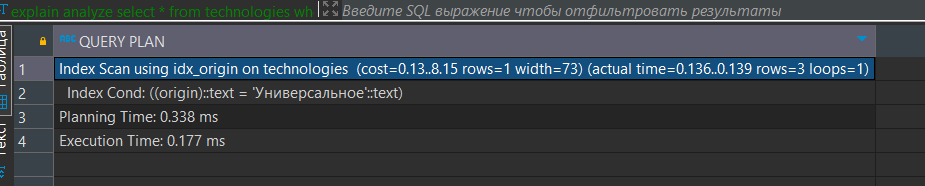 explain analyze select * from technologies wh
Введите SQL выражение чтобы отфильтровать результаты
Таблица
Текст
QUERY PLAN
1 Index Scan using idx_origin on technologies (cost=0.13..8.15 rows=1 width=73) (actual time=0.136..0.139 rows=3 loops=1)
2 Index Cond: ((origin)::text = 'Универсальное'::text)
3 Planning Time: 0.338 ms
4 Execution Time: 0.177 ms